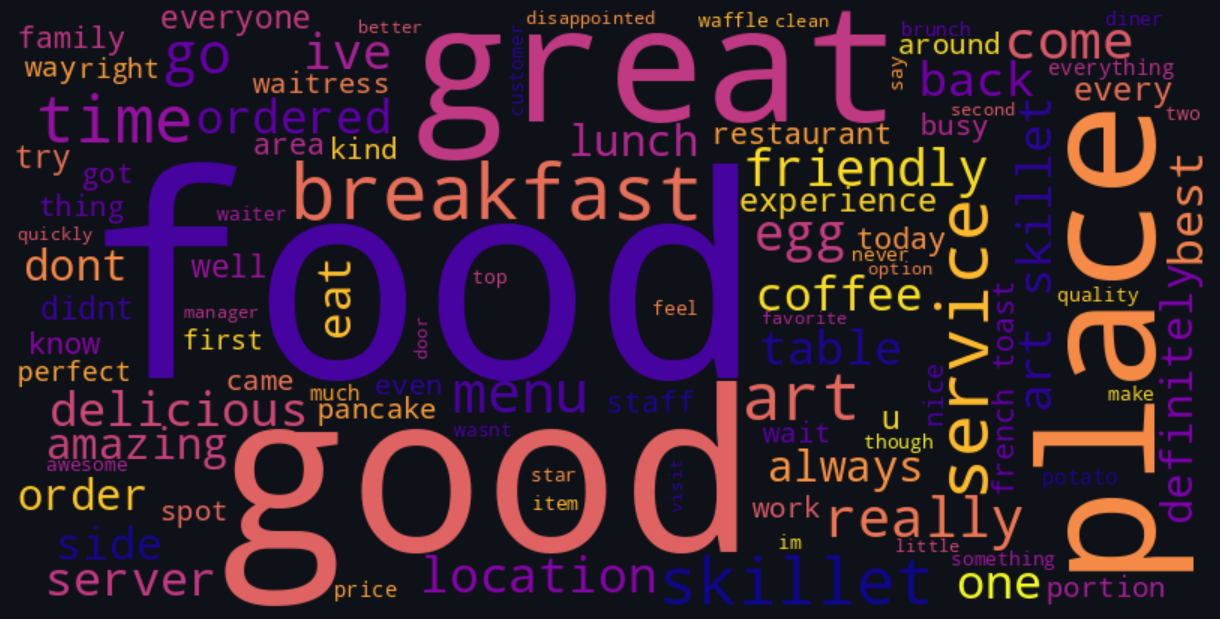 everyone
better
disappointed
waffle
clean
brunch
diner
family
go
ive
customer
great
say
around
come
way
right
waitress
back
everything
every
time
ordered
area
kind
lunch
restaurant
busy
second
two
try
got
thing
waiter
breakfast
friendly
experience
art skillet
place
best
quickly
dont
well
food
eat
top
feel
egg
today
never
option
service
didnt
manager
first
door
coffee
favorite
quality
know
table
french toast
definitely
perfect
came
much
even
menu
staff
art
nice
make
delicious
pancake
amazing
wasnt
wait
u
though
awesome
order
spot
good
star
item
visit
always
potato
work
really
side
im
little
something
server
price
location
skillet
one
portion